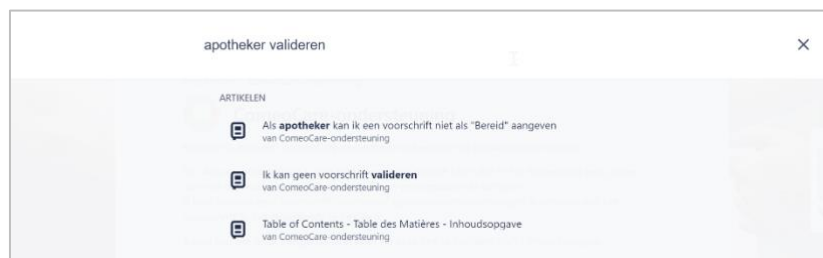 apotheker valideren
ARTIKELEN
Als apotheker kan ik een voorschrift niet als "Bereid" aangeven
van ComeoCare-ondersteuning
Ik kan geen voorschrift valideren
van ComeoCare-ondersteuning
Table of Contents - Table des Matières - Inhoudsopgave
van ComeoCare-ondersteuning